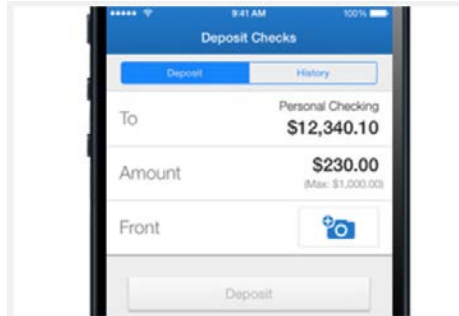 9:41 AM 100%
Deposit Checks
Deposit History
To Personal Checking
$12,340.10
Amount $230.00
(Max: $1,000.00)
Front
Deposit